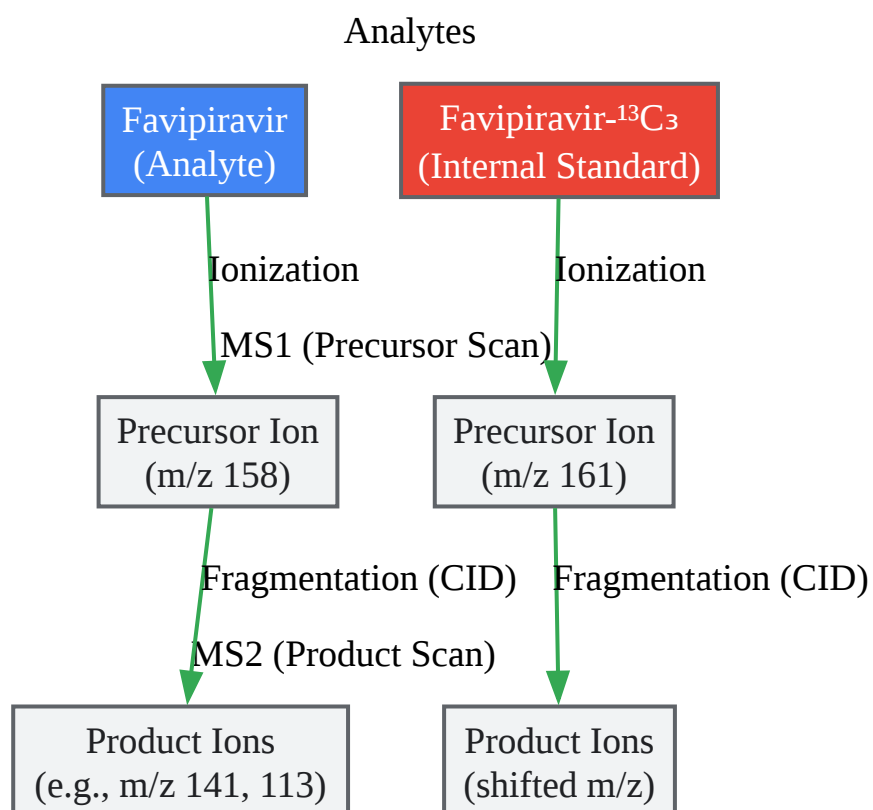 Analytes
Favipiravir
(Analyte)
Favipiravir-¹³C₃
(Internal Standard)
Ionization
Ionization
MS1 (Precursor Scan)
Precursor Ion
(m/z 158)
Precursor Ion
(m/z 161)
Fragmentation (CID)
Fragmentation (CID)
MS2 (Product Scan)
Product Ions
(e.g., m/z 141, 113)
Product Ions
(shifted m/z)